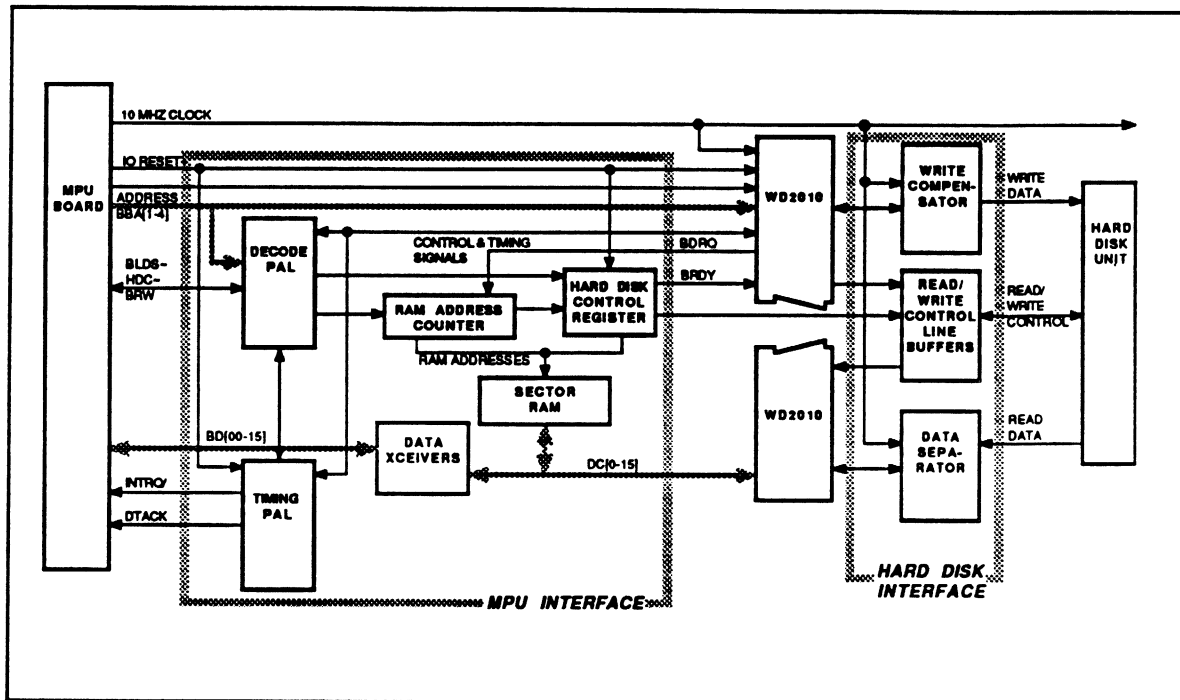 10 MHZ CLOCK
IO RESET
MPU
BOARD
ADDRESS
BBA[1-4]
BLDS-
HDC-
BRW
DECODE
PAL
CONTROL & TIMING
SIGNALS
BDRQ
BRDY
RAM ADDRESS
COUNTER
HARD DISK
CONTROL
REGISTER
RAM ADDRESSES
SECTOR
RAM
BD[00-15]
DATA
XCEIVERS
DC[0-15]
INTRQ/
DTACK
TIMING
PAL
MPU INTERFACE
WD2010
WD2010
WRITE
COMPEN-
SATOR
WRITE
DATA
READ/
WRITE
CONTROL
LINE
BUFFERS
READ/
WRITE
CONTROL
DATA
SEPA-
RATOR
READ
DATA
HARD
DISK
UNIT
HARD DISK
INTERFACE